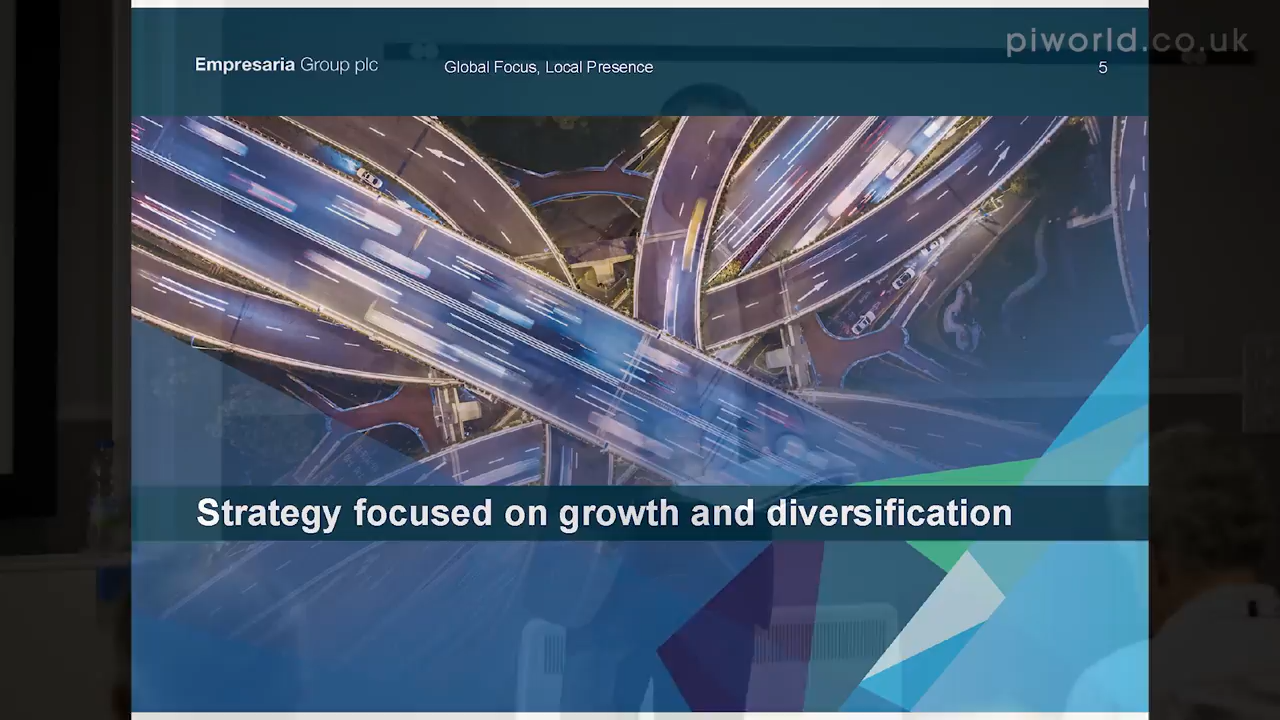 piworld.co.uk
Empresaria Group plc
Global Focus, Local Presence
5
Strategy focused on growth and diversification